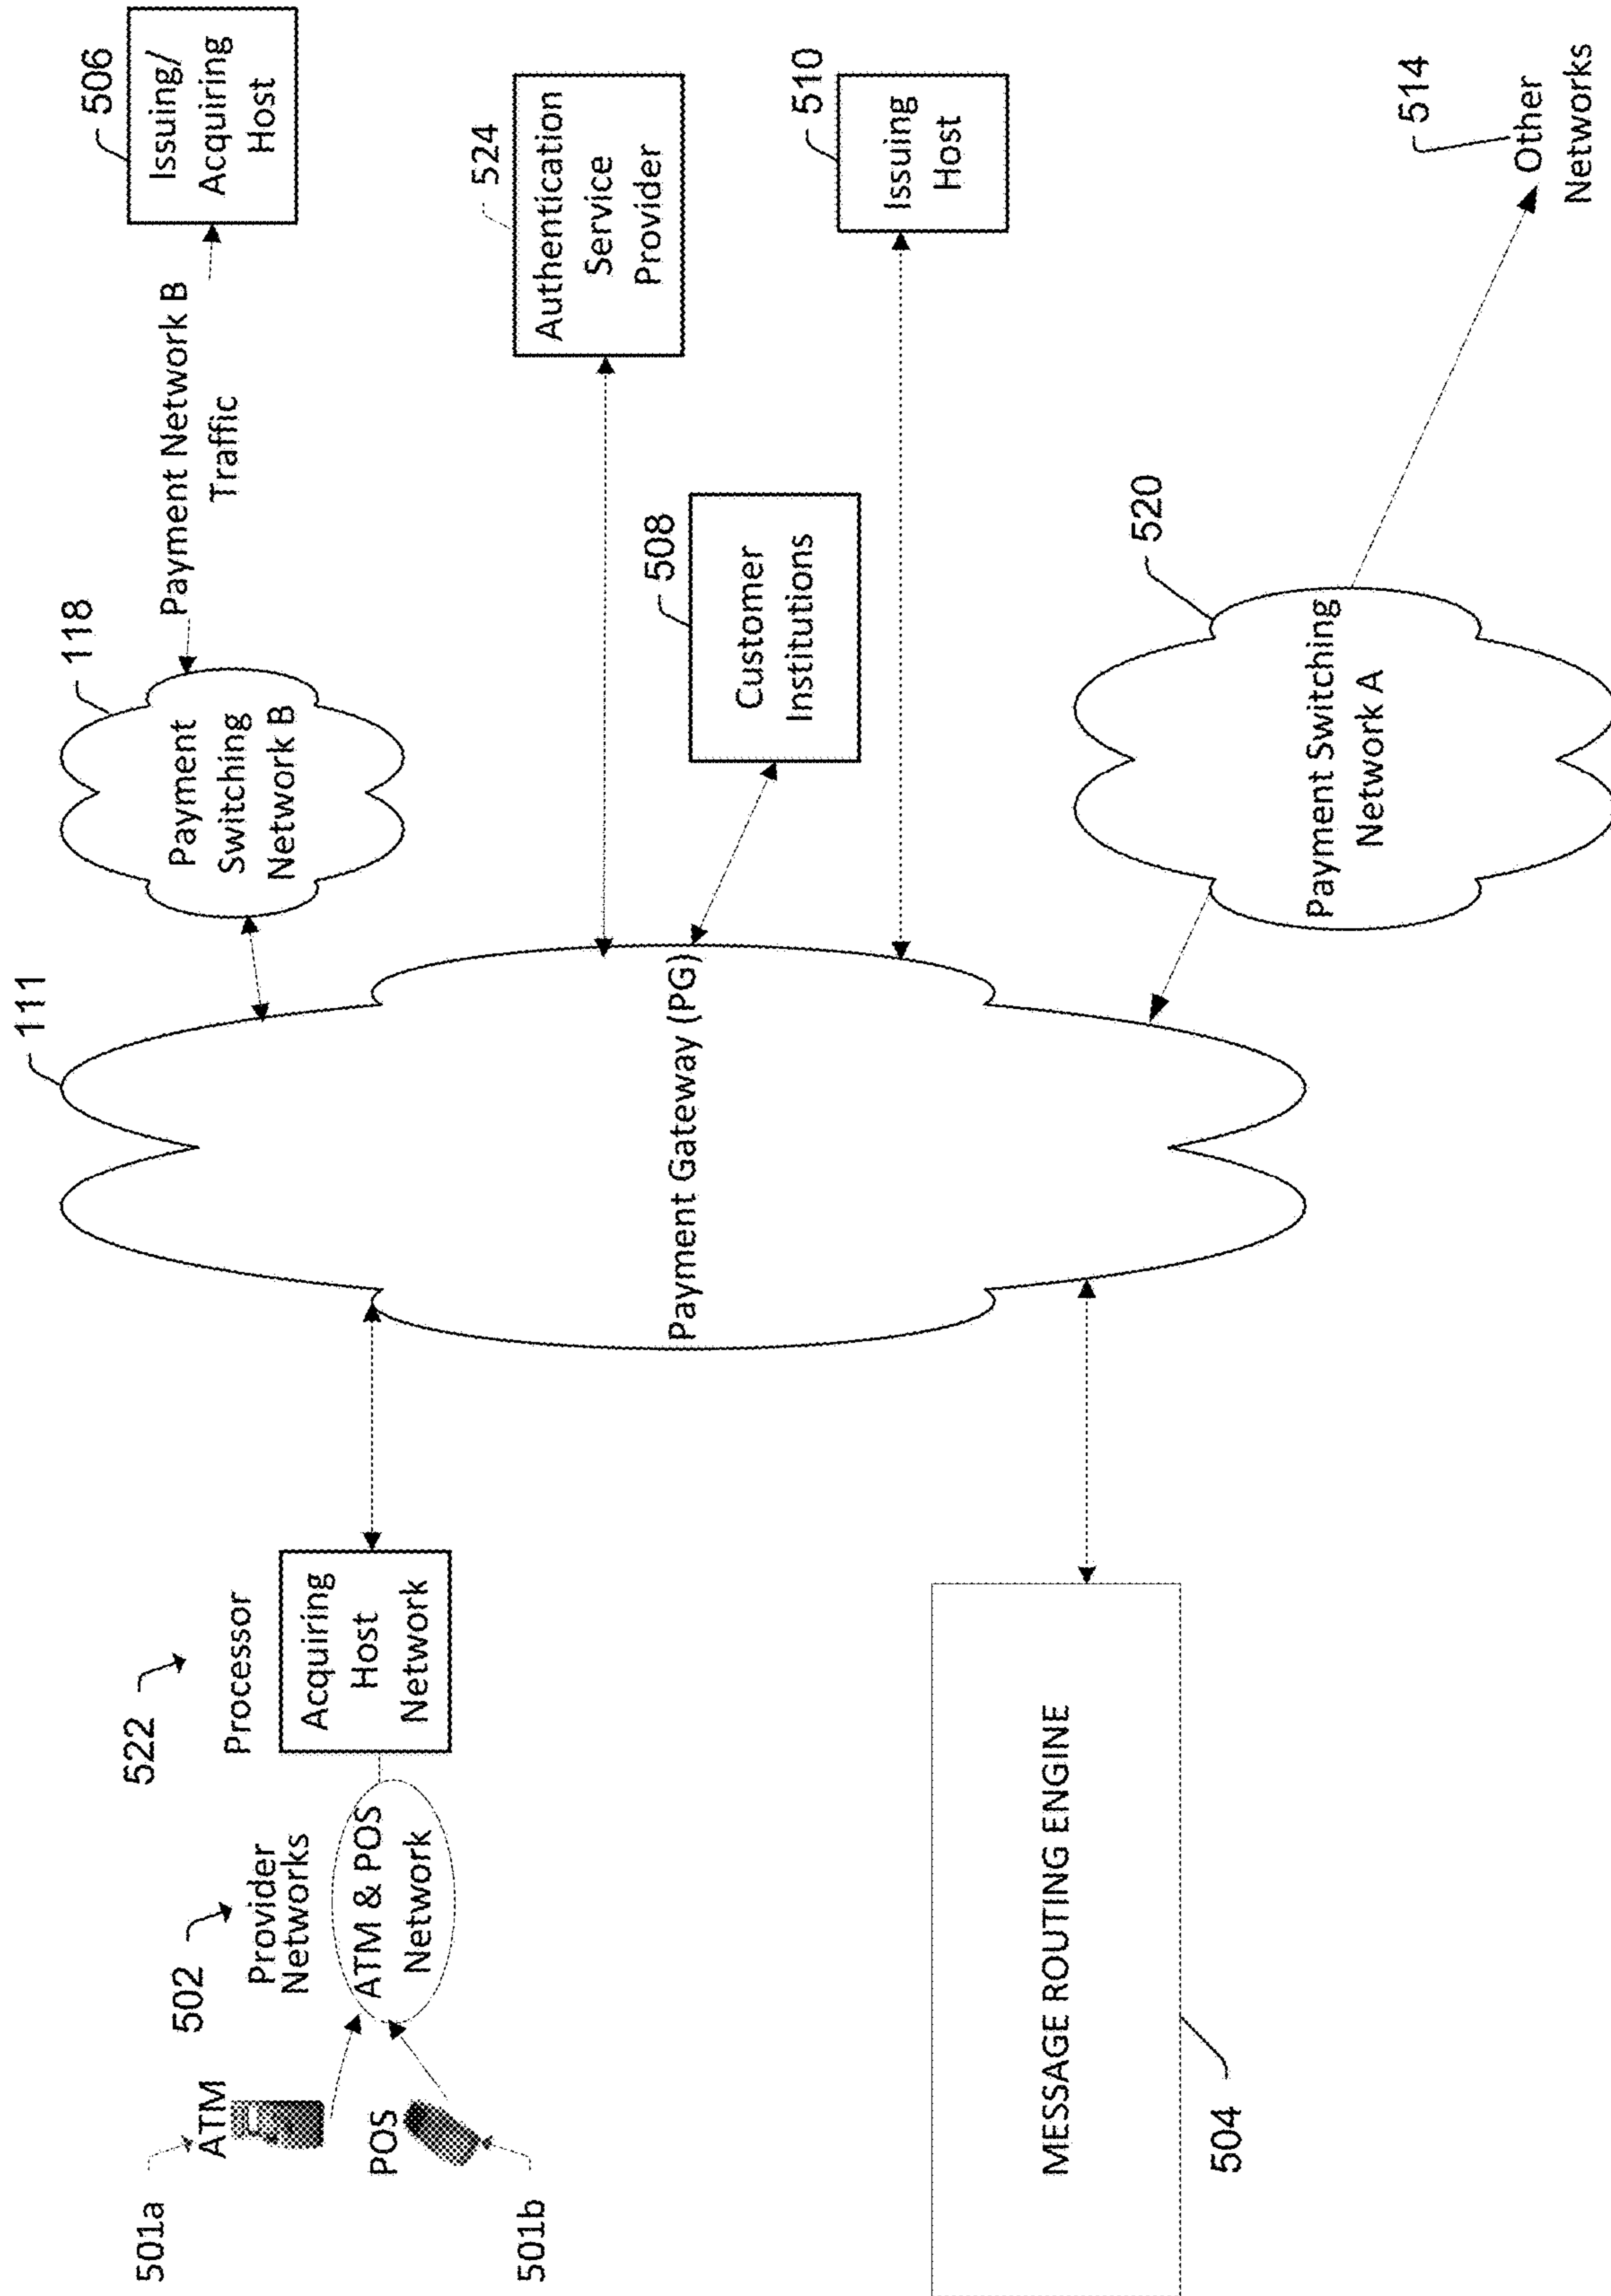 501a
ATM
POS
501b
502
Provider
Networks
ATM & POS
Network
522
Processor
Acquiring
Host
Network
MESSAGE ROUTING ENGINE
504
111
Payment Gateway (PG)
118
Payment
Switching
Network B
Payment Network B
Traffic
506
Issuing/
Acquiring
Host
524
Authentication
Service
Provider
508
Customer
Institutions
510
Issuing
Host
520
Payment Switching
Network A
514
Other
Networks